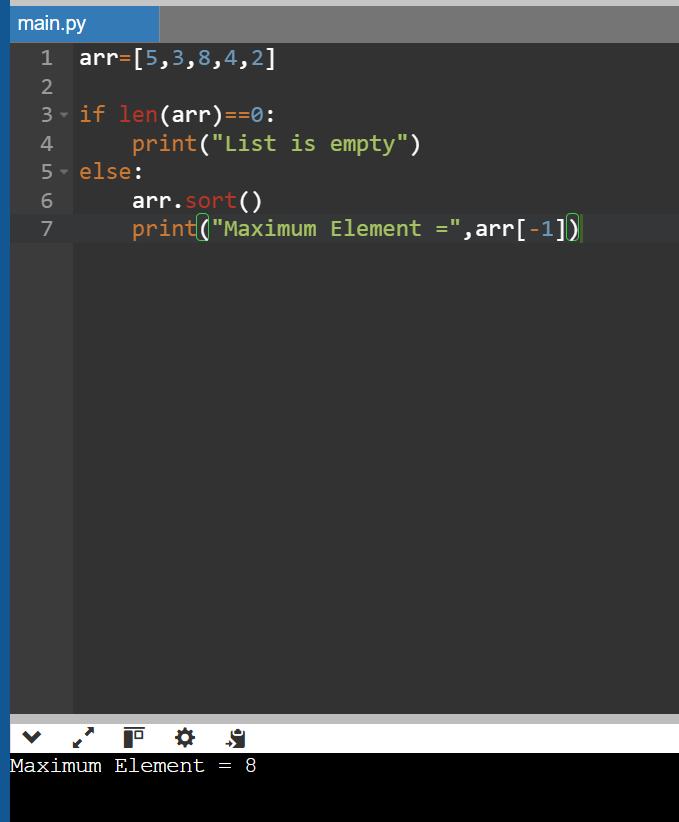 main.py
1 arr=[5,3,8,4,2]
2
3 if len(arr)==0:
4     print("List is empty")
5 else:
6     arr.sort()
7     print("Maximum Element =",arr[-1])
Maximum Element = 8